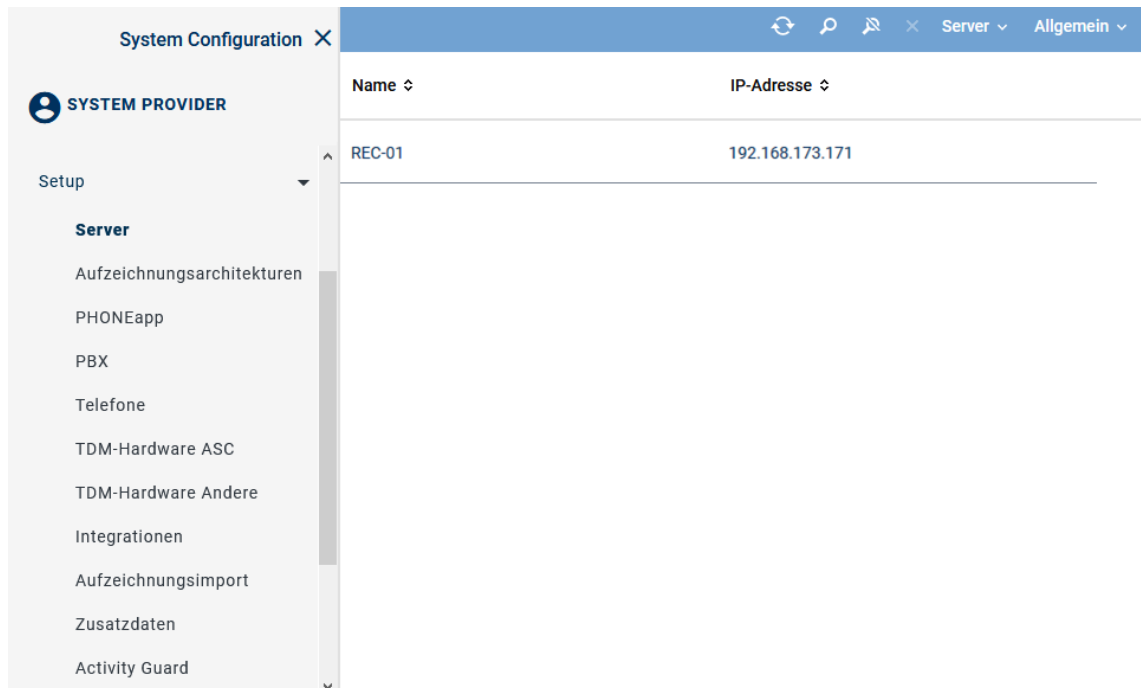 System Configuration
Server
Allgemein
SYSTEM PROVIDER
Name
IP-Adresse
REC-01
192.168.173.171
Setup
Server
Aufzeichnungsarchitekturen
PHONEapp
PBX
Telefone
TDM-Hardware ASC
TDM-Hardware Andere
Integrationen
Aufzeichnungsimport
Zusatzdaten
Activity Guard